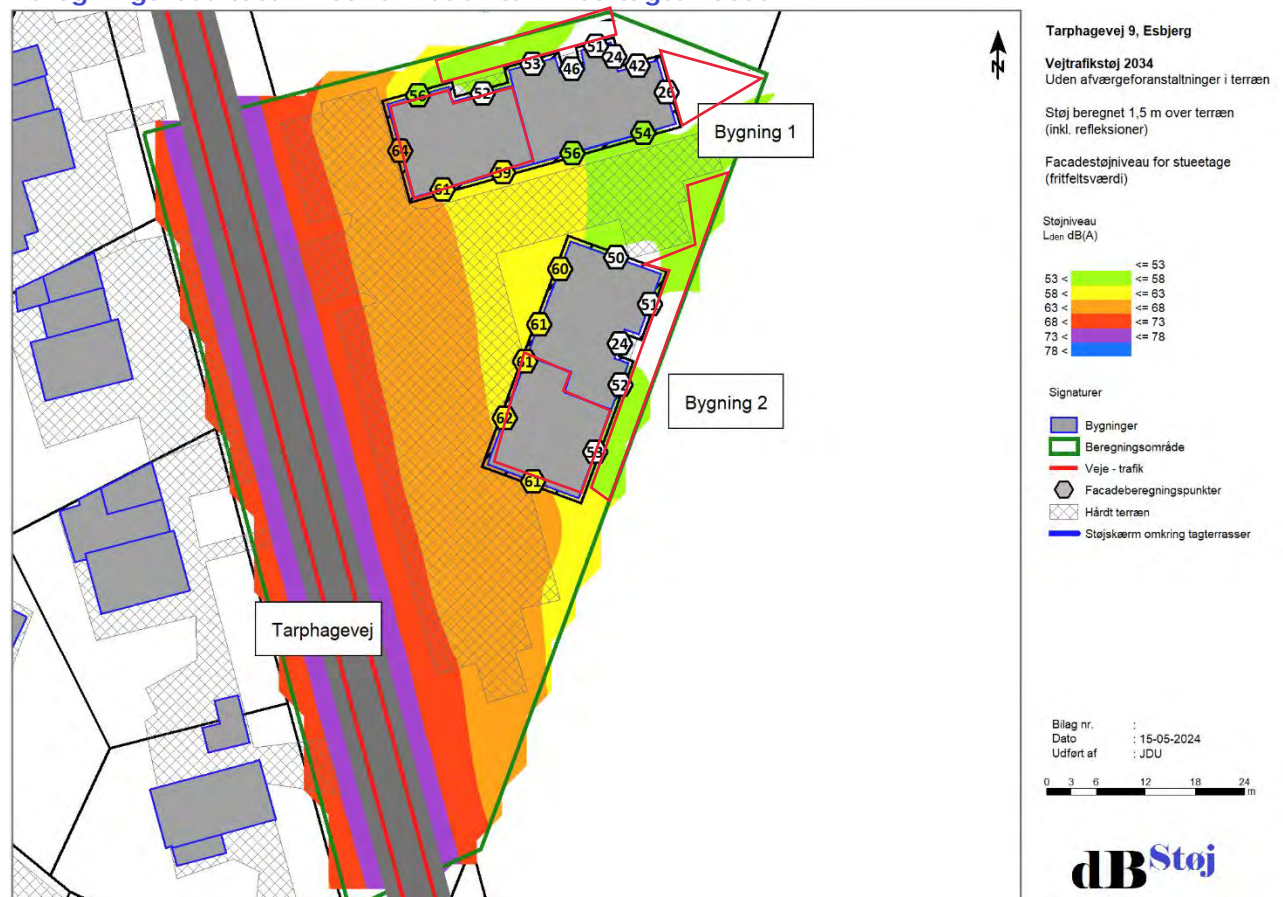 Tarphagevej 9, Esbjerg
Vejtrafikstøj 2034
Uden afværgeforanstaltninger i terræn
Støj beregnet 1,5 m over terræn
(inkl. refleksioner)
Facadestøjniveau for stueetage
(fritfeltsværdi)
Støjniveau
Lden dB(A)
<= 53
53 < <= 58
58 < <= 63
63 < <= 68
68 < <= 73
73 < <= 78
78 <
Signaturer
Bygninger
Beregningsområde
Veje - trafik
Facadeberegningspunkter
Hårdt terræn
Støjskærm omkring tagterrasser
Bilag nr. :
Dato : 15-05-2024
Udført af : JDU
0 3 6 12 18 24
m
dB Støj
N
51
24
53
46
42
56
52
26
64
54
56
59
61
Bygning 1
50
60
51
61
24
61
52
62
53
61
Bygning 2
Tarphagevej